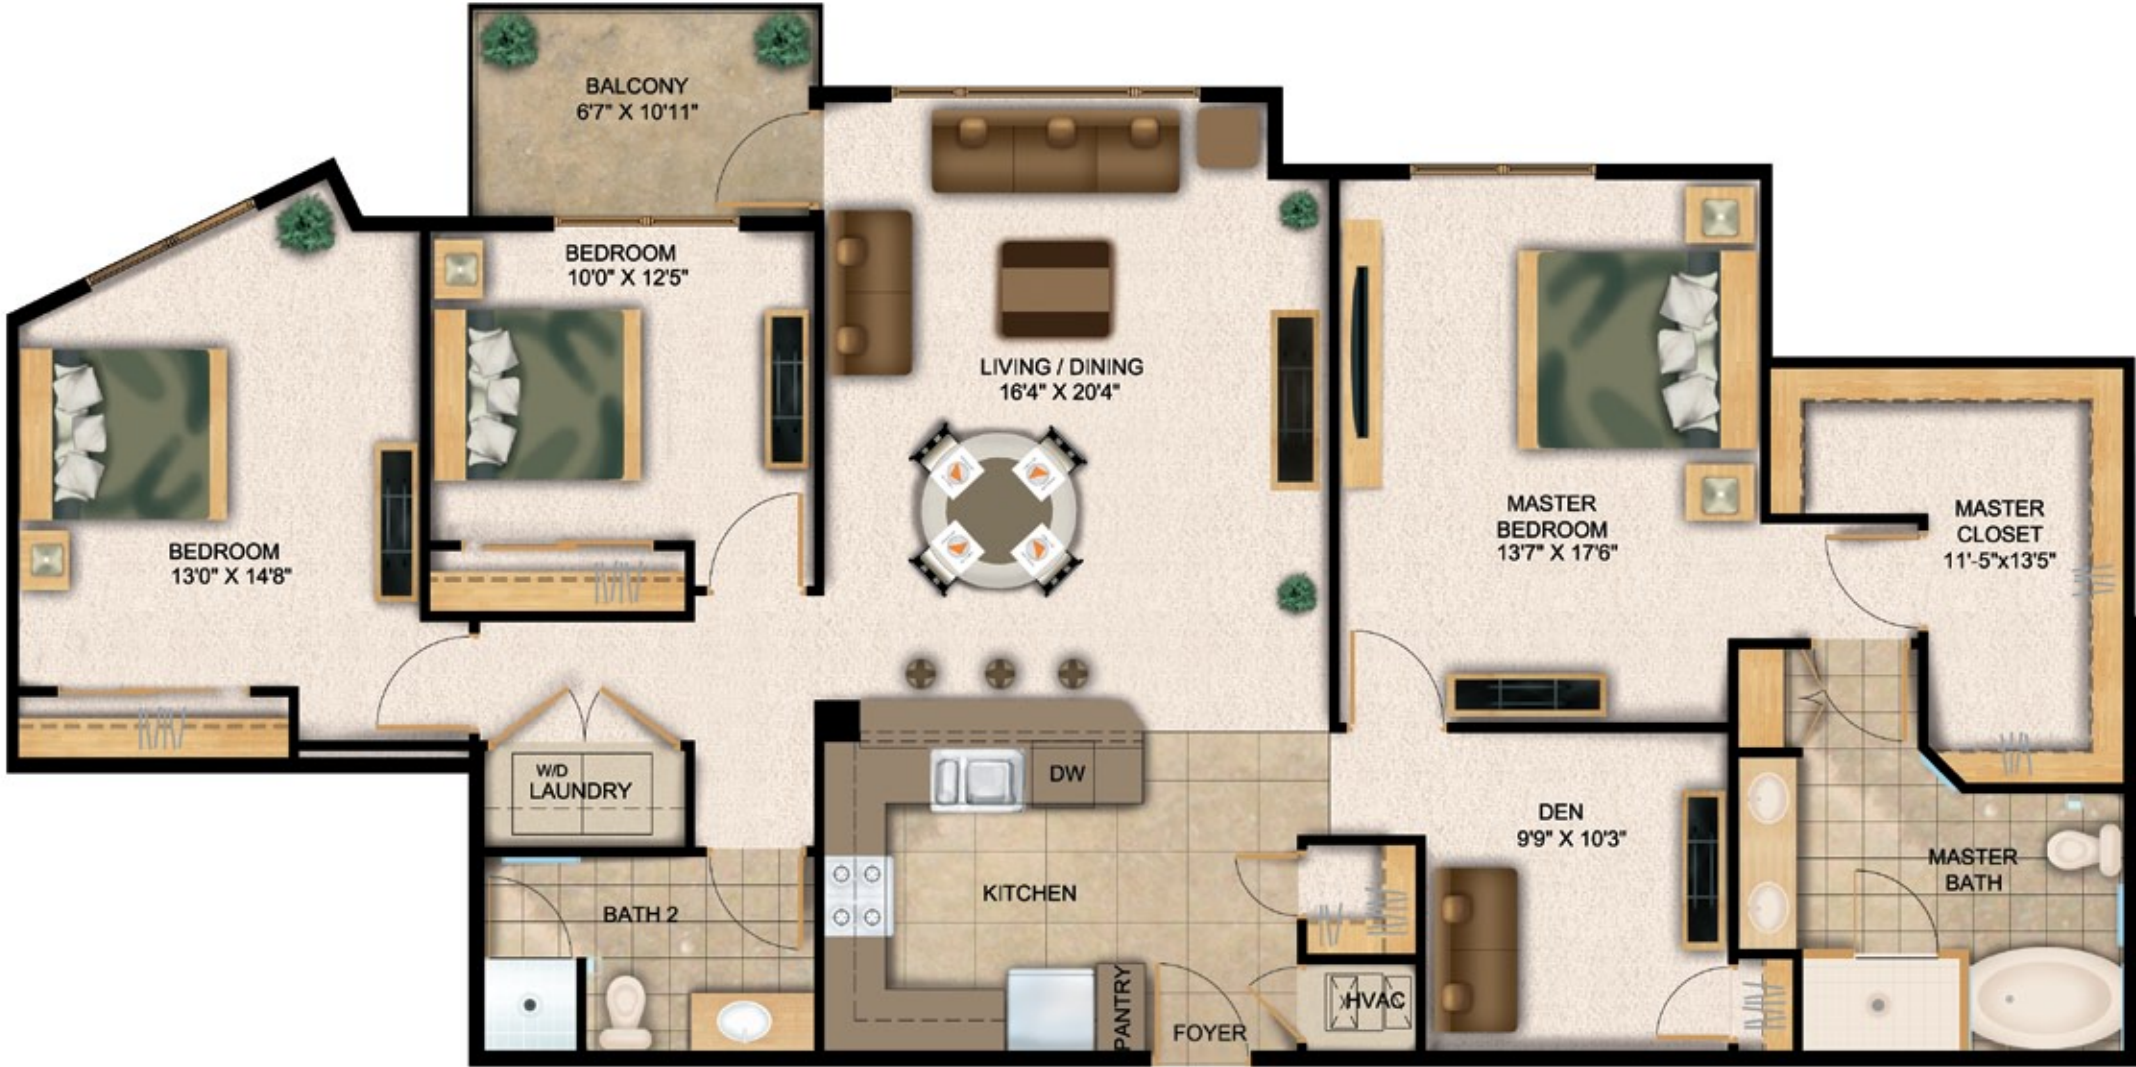 BALCONY
6'7" X 10'11"
BEDROOM
10'0" X 12'5"
LIVING / DINING
16'4" X 20'4"
MASTER
BEDROOM
13'7" X 17'6"
MASTER
CLOSET
11'-5"x13'5"
BEDROOM
13'0" X 14'8"
W/D
LAUNDRY
DW
DEN
9'9" X 10'3"
MASTER
BATH
KITCHEN
BATH 2
PANTRY
FOYER
HVAC